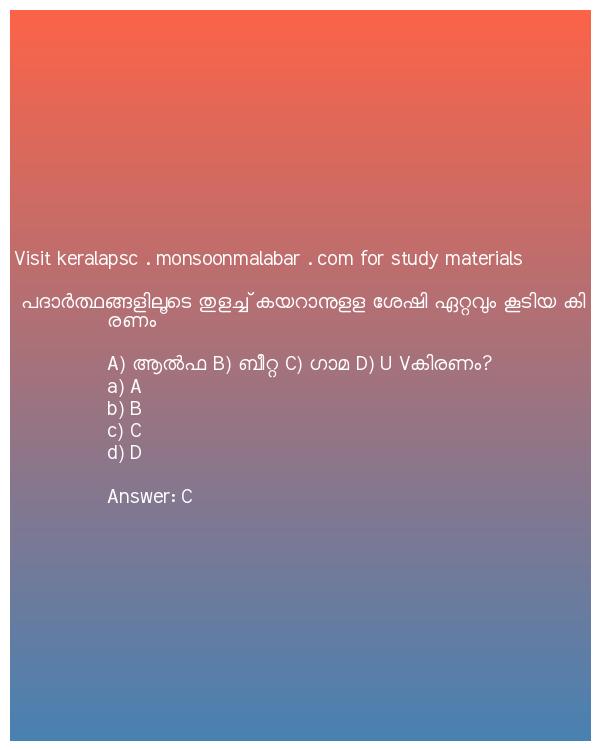 Visit keralapsc . monsoonmalabar . com for study materials
പദാർത്ഥങ്ങളിലൂടെ തുളച്ച് കയറാനുളള ശേഷി ഏറ്റവും കൂടിയ കി
രണം
A) ആൽഫ B) ബീറ്റ C) ഗാമ D) U Vകിരണം?
a) A
b) B
c) C
d) D
Answer: C